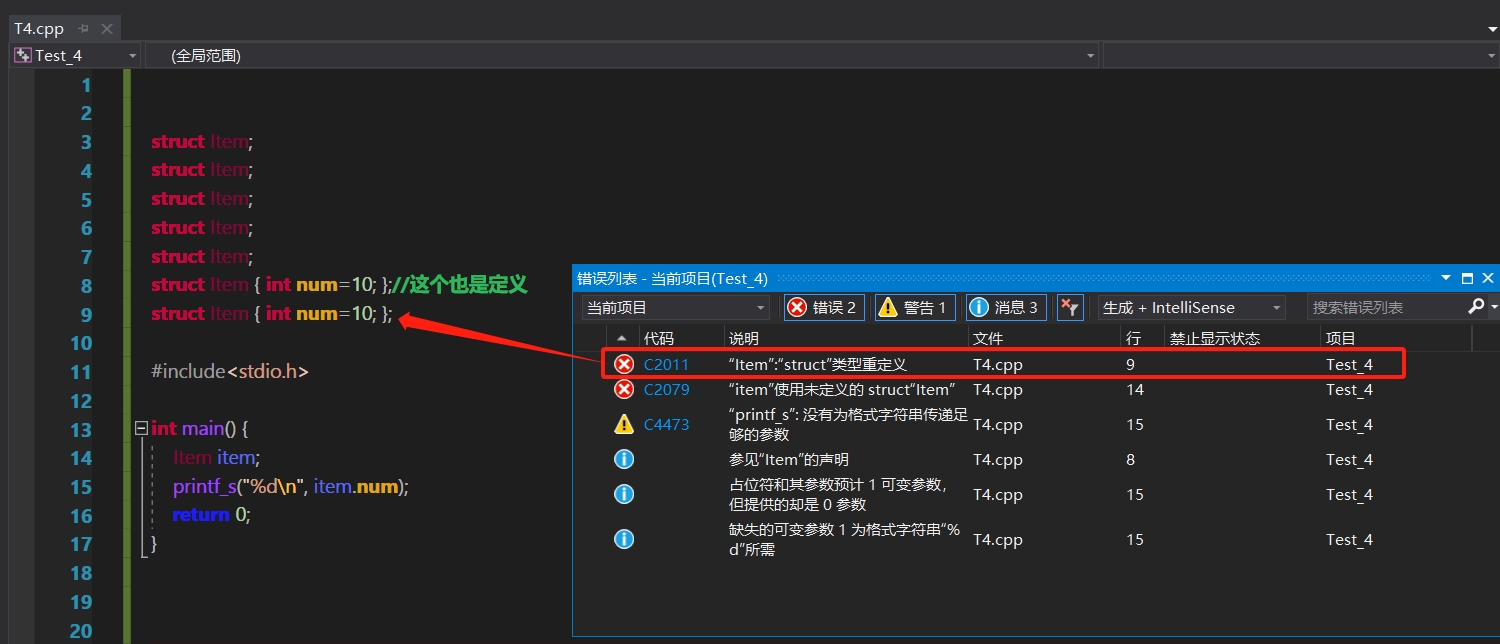 T4.cpp
Test_4 (全局范围)
1
2
3 struct Item;
4 struct Item;
5 struct Item;
6 struct Item;
7 struct Item;
8 struct Item { int num=10; };//这个也是定义
9 struct Item { int num=10; };
10
11 #include<stdio.h>
12
13 int main() {
14 Item item;
15 printf_s("%d\n", item.num);
16 return 0;
17 }
18
19
20
错误列表 - 当前项目(Test_4)
当前项目 错误 2 警告 1 消息 3 生成 + IntelliSense 搜索错误列表
代码 说明 文件 行 禁止显示状态 项目
C2011 “Item”:“struct”类型重定义 T4.cpp 9 Test_4
C2079 “item”使用未定义的 struct“Item” T4.cpp 14 Test_4
C4473 “printf_s”: 没有为格式字符串传递足
够的参数 T4.cpp 15 Test_4
参见“Item”的声明 T4.cpp 8 Test_4
占位符和其参数预计 1 可变参数，
但提供的却是 0 参数 T4.cpp 15 Test_4
缺失的可变参数 1 为格式字符串“%
d”所需 T4.cpp 15 Test_4